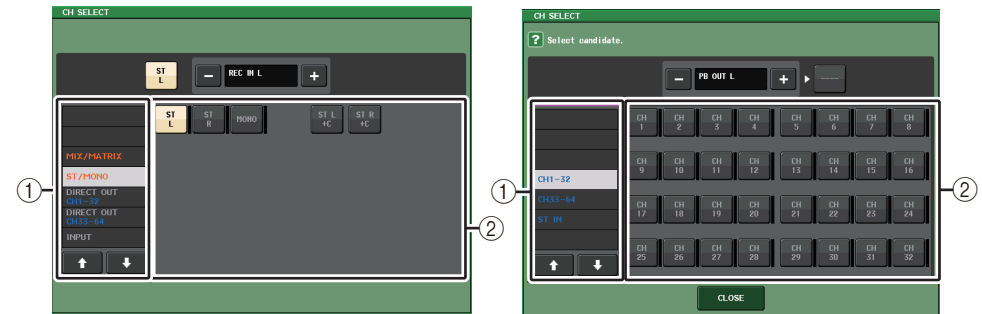 CH SELECT
ST
L
− REC IN L +
MIX/MATRIX
ST/MONO
DIRECT OUT
CH1-32
DIRECT OUT
CH33-64
INPUT
ST
L
ST
R
MONO
ST L
+C
ST R
+C
①
②
CH SELECT
? Select candidate.
− PB OUT L +
CH1-32
CH33-64
ST IN
CH 1
CH 2
CH 3
CH 4
CH 5
CH 6
CH 7
CH 8
CH 9
CH 10
CH 11
CH 12
CH 13
CH 14
CH 15
CH 16
CH 17
CH 18
CH 19
CH 20
CH 21
CH 22
CH 23
CH 24
CH 25
CH 26
CH 27
CH 28
CH 29
CH 30
CH 31
CH 32
①
②
CLOSE